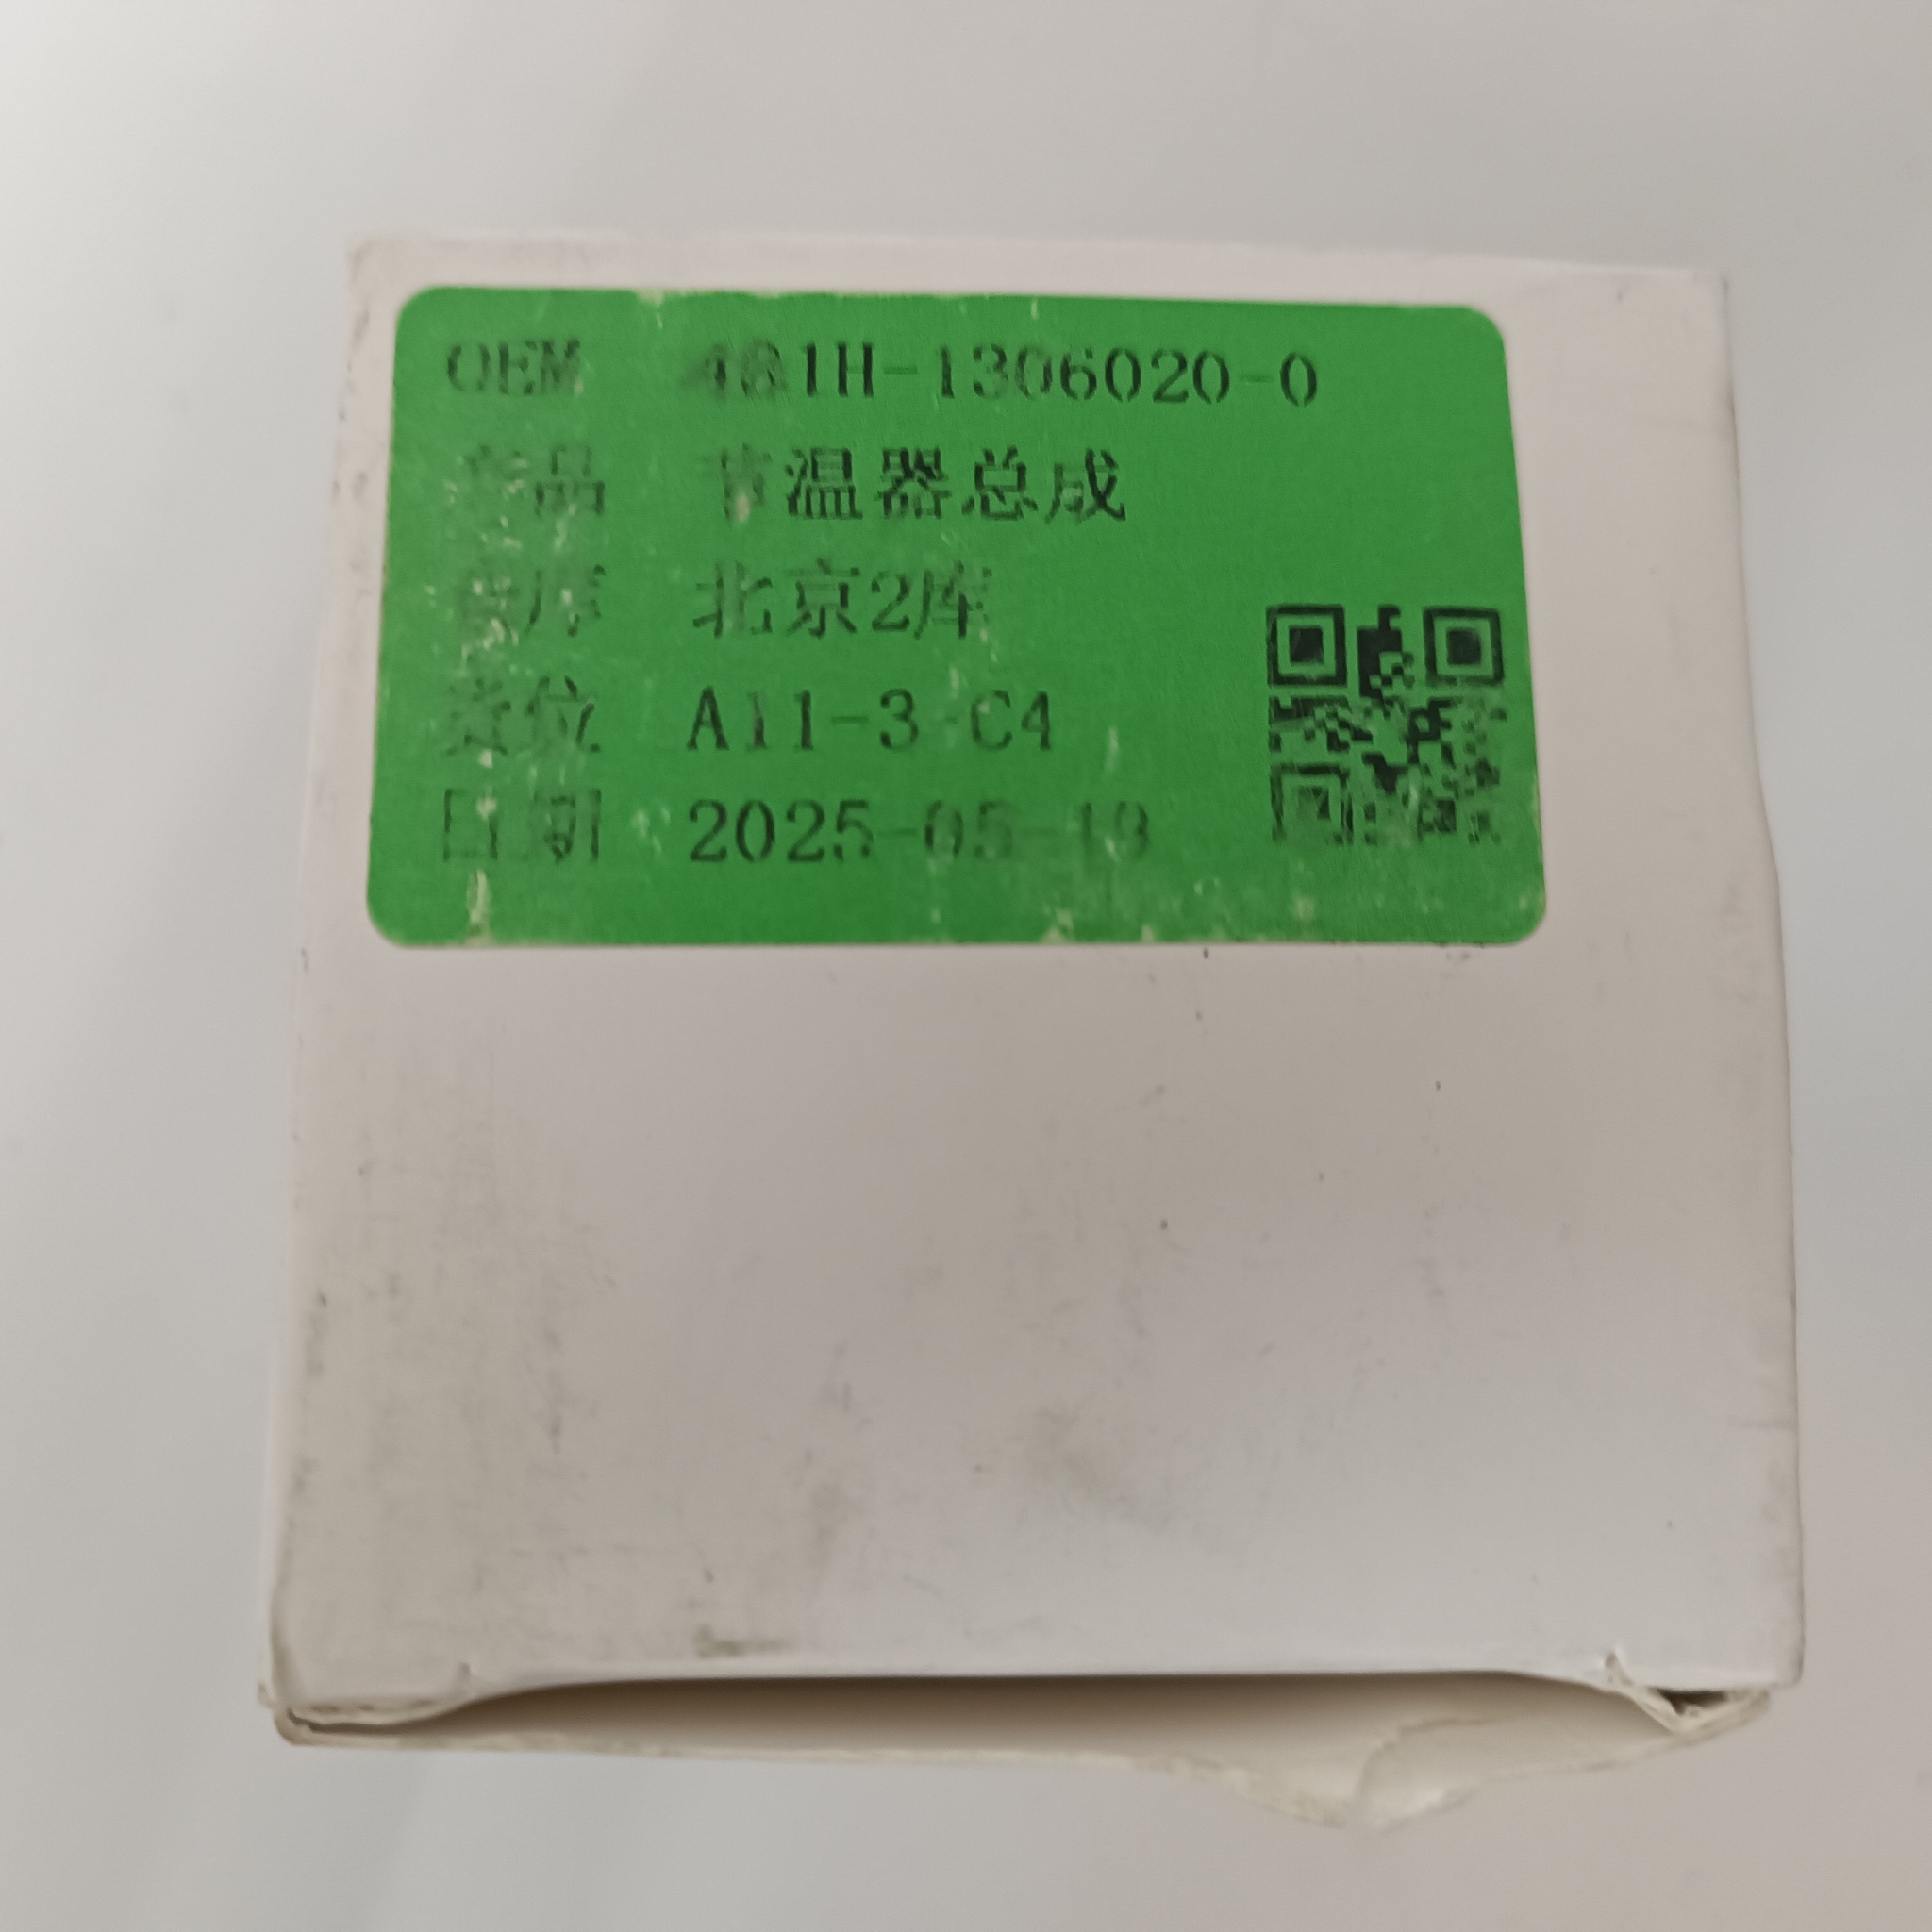 OEM 481H-1306020-0
产品 节温器总成
仓库 北京2库
货位 A11-3-C4
日期 2025-05-19